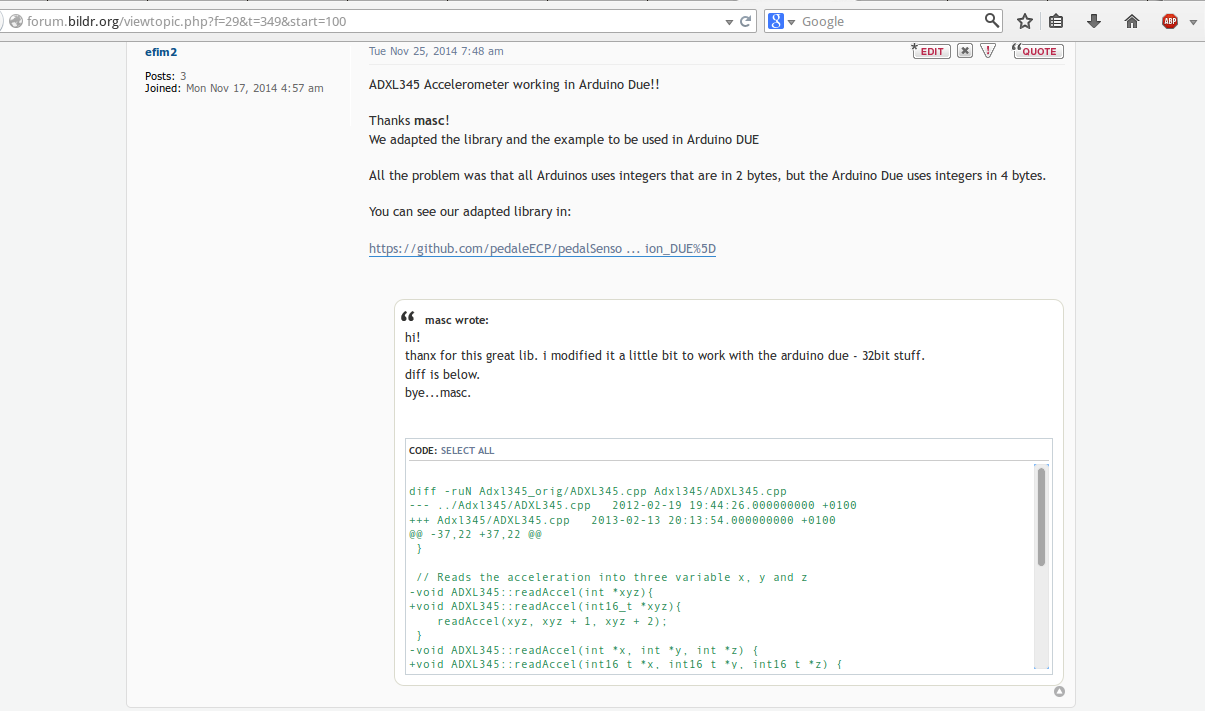 forum.bildr.org/viewtopic.php?f=29&t=349&start=100
8
Google
ABP
efim2
Posts: 3
Joined: Mon Nov 17, 2014 4:57 am
Tue Nov 25, 2014 7:48 am
EDIT
QUOTE
ADXL345 Accelerometer working in Arduino Due!!
Thanks masc!
We adapted the library and the example to be used in Arduino DUE
All the problem was that all Arduinos uses integers that are in 2 bytes, but the Arduino Due uses integers in 4 bytes.
You can see our adapted library in:
https://github.com/pedaleECP/pedalSenso ... ion_DUE%5D
masc wrote:
hi!
thanx for this great lib. i modified it a little bit to work with the arduino due - 32bit stuff.
diff is below.
bye...masc.
CODE: SELECT ALL
diff -ruN Adxl345_orig/ADXL345.cpp Adxl345/ADXL345.cpp
--- ../Adxl345/ADXL345.cpp   2012-02-19 19:44:26.000000000 +0100
+++ Adxl345/ADXL345.cpp   2013-02-13 20:13:54.000000000 +0100
@@ -37,22 +37,22 @@
 }
 // Reads the acceleration into three variable x, y and z
-void ADXL345::readAccel(int *xyz){
+void ADXL345::readAccel(int16_t *xyz){
    readAccel(xyz, xyz + 1, xyz + 2);
 }
-void ADXL345::readAccel(int *x, int *y, int *z) {
+void ADXL345::readAccel(int16_t *x, int16_t *y, int16_t *z) {